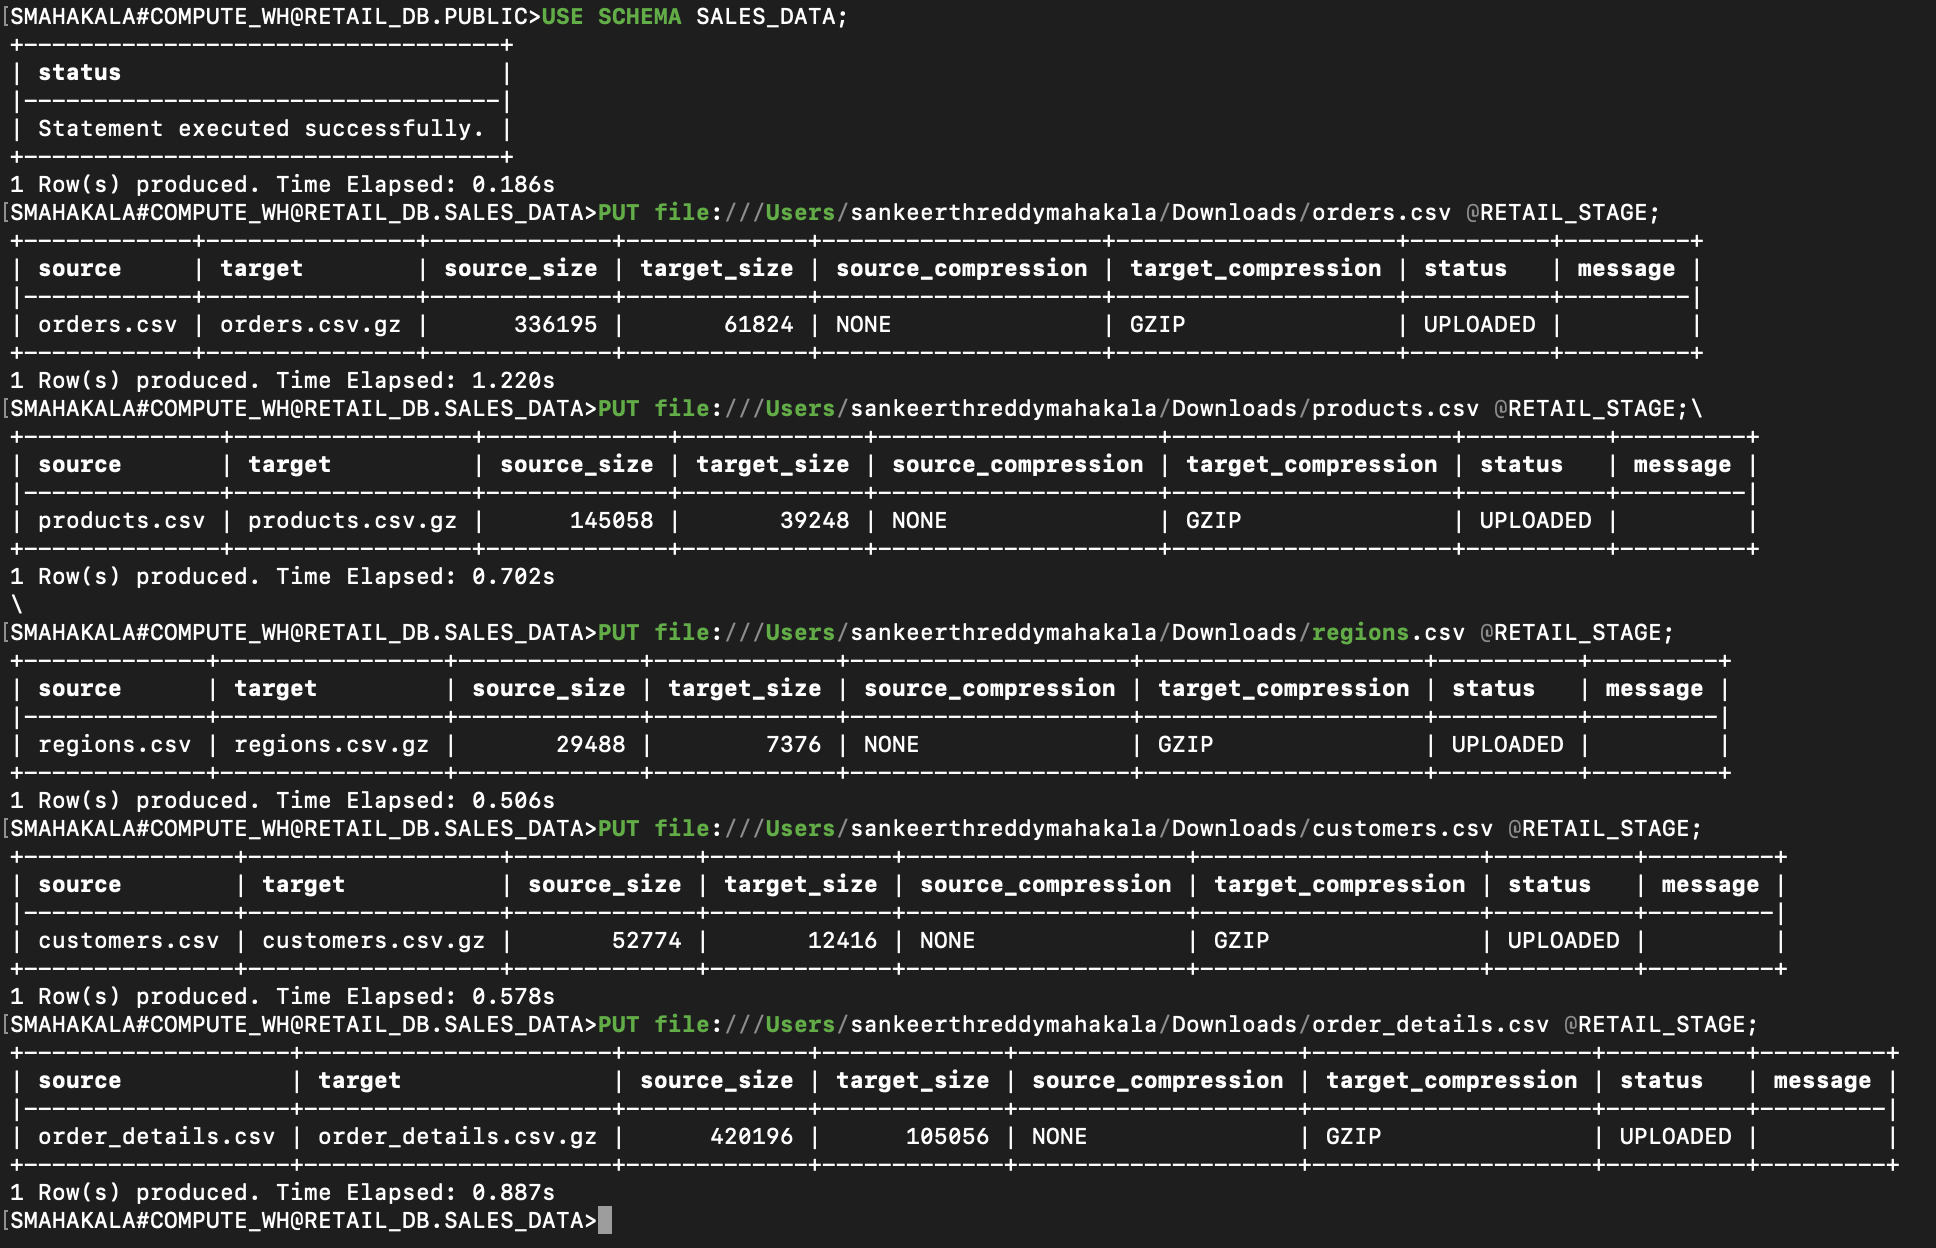 [SMAHAKALA#COMPUTE_WH@RETAIL_DB.PUBLIC>USE SCHEMA SALES_DATA;
+----------------------------------+
| status                           |
|----------------------------------|
| Statement executed successfully. |
+----------------------------------+
1 Row(s) produced. Time Elapsed: 0.186s
[SMAHAKALA#COMPUTE_WH@RETAIL_DB.SALES_DATA>PUT file:///Users/sankeerthreddymahakala/Downloads/orders.csv @RETAIL_STAGE;
+------------+---------------+-------------+-------------+--------------------+--------------------+----------+---------+
| source     | target        | source_size | target_size | source_compression | target_compression | status   | message |
|------------+---------------+-------------+-------------+--------------------+--------------------+----------+---------|
| orders.csv | orders.csv.gz |      336195 |       61824 | NONE               | GZIP               | UPLOADED |         |
+------------+---------------+-------------+-------------+--------------------+--------------------+----------+---------+
1 Row(s) produced. Time Elapsed: 1.220s
[SMAHAKALA#COMPUTE_WH@RETAIL_DB.SALES_DATA>PUT file:///Users/sankeerthreddymahakala/Downloads/products.csv @RETAIL_STAGE;\
+--------------+-----------------+-------------+-------------+--------------------+--------------------+----------+---------+
| source       | target          | source_size | target_size | source_compression | target_compression | status   | message |
|--------------+-----------------+-------------+-------------+--------------------+--------------------+----------+---------|
| products.csv | products.csv.gz |      145058 |       39248 | NONE               | GZIP               | UPLOADED |         |
+--------------+-----------------+-------------+-------------+--------------------+--------------------+----------+---------+
1 Row(s) produced. Time Elapsed: 0.702s
\
[SMAHAKALA#COMPUTE_WH@RETAIL_DB.SALES_DATA>PUT file:///Users/sankeerthreddymahakala/Downloads/regions.csv @RETAIL_STAGE;
+-------------+----------------+-------------+-------------+--------------------+--------------------+----------+---------+
| source      | target         | source_size | target_size | source_compression | target_compression | status   | message |
|-------------+----------------+-------------+-------------+--------------------+--------------------+----------+---------|
| regions.csv | regions.csv.gz |       29488 |        7376 | NONE               | GZIP               | UPLOADED |         |
+-------------+----------------+-------------+-------------+--------------------+--------------------+----------+---------+
1 Row(s) produced. Time Elapsed: 0.506s
[SMAHAKALA#COMPUTE_WH@RETAIL_DB.SALES_DATA>PUT file:///Users/sankeerthreddymahakala/Downloads/customers.csv @RETAIL_STAGE;
+---------------+------------------+-------------+-------------+--------------------+--------------------+----------+---------+
| source        | target           | source_size | target_size | source_compression | target_compression | status   | message |
|---------------+------------------+-------------+-------------+--------------------+--------------------+----------+---------|
| customers.csv | customers.csv.gz |       52774 |       12416 | NONE               | GZIP               | UPLOADED |         |
+---------------+------------------+-------------+-------------+--------------------+--------------------+----------+---------+
1 Row(s) produced. Time Elapsed: 0.578s
[SMAHAKALA#COMPUTE_WH@RETAIL_DB.SALES_DATA>PUT file:///Users/sankeerthreddymahakala/Downloads/order_details.csv @RETAIL_STAGE;
+-------------------+----------------------+-------------+-------------+--------------------+--------------------+----------+---------+
| source            | target               | source_size | target_size | source_compression | target_compression | status   | message |
|-------------------+----------------------+-------------+-------------+--------------------+--------------------+----------+---------|
| order_details.csv | order_details.csv.gz |      420196 |      105056 | NONE               | GZIP               | UPLOADED |         |
+-------------------+----------------------+-------------+-------------+--------------------+--------------------+----------+---------+
1 Row(s) produced. Time Elapsed: 0.887s
[SMAHAKALA#COMPUTE_WH@RETAIL_DB.SALES_DATA>